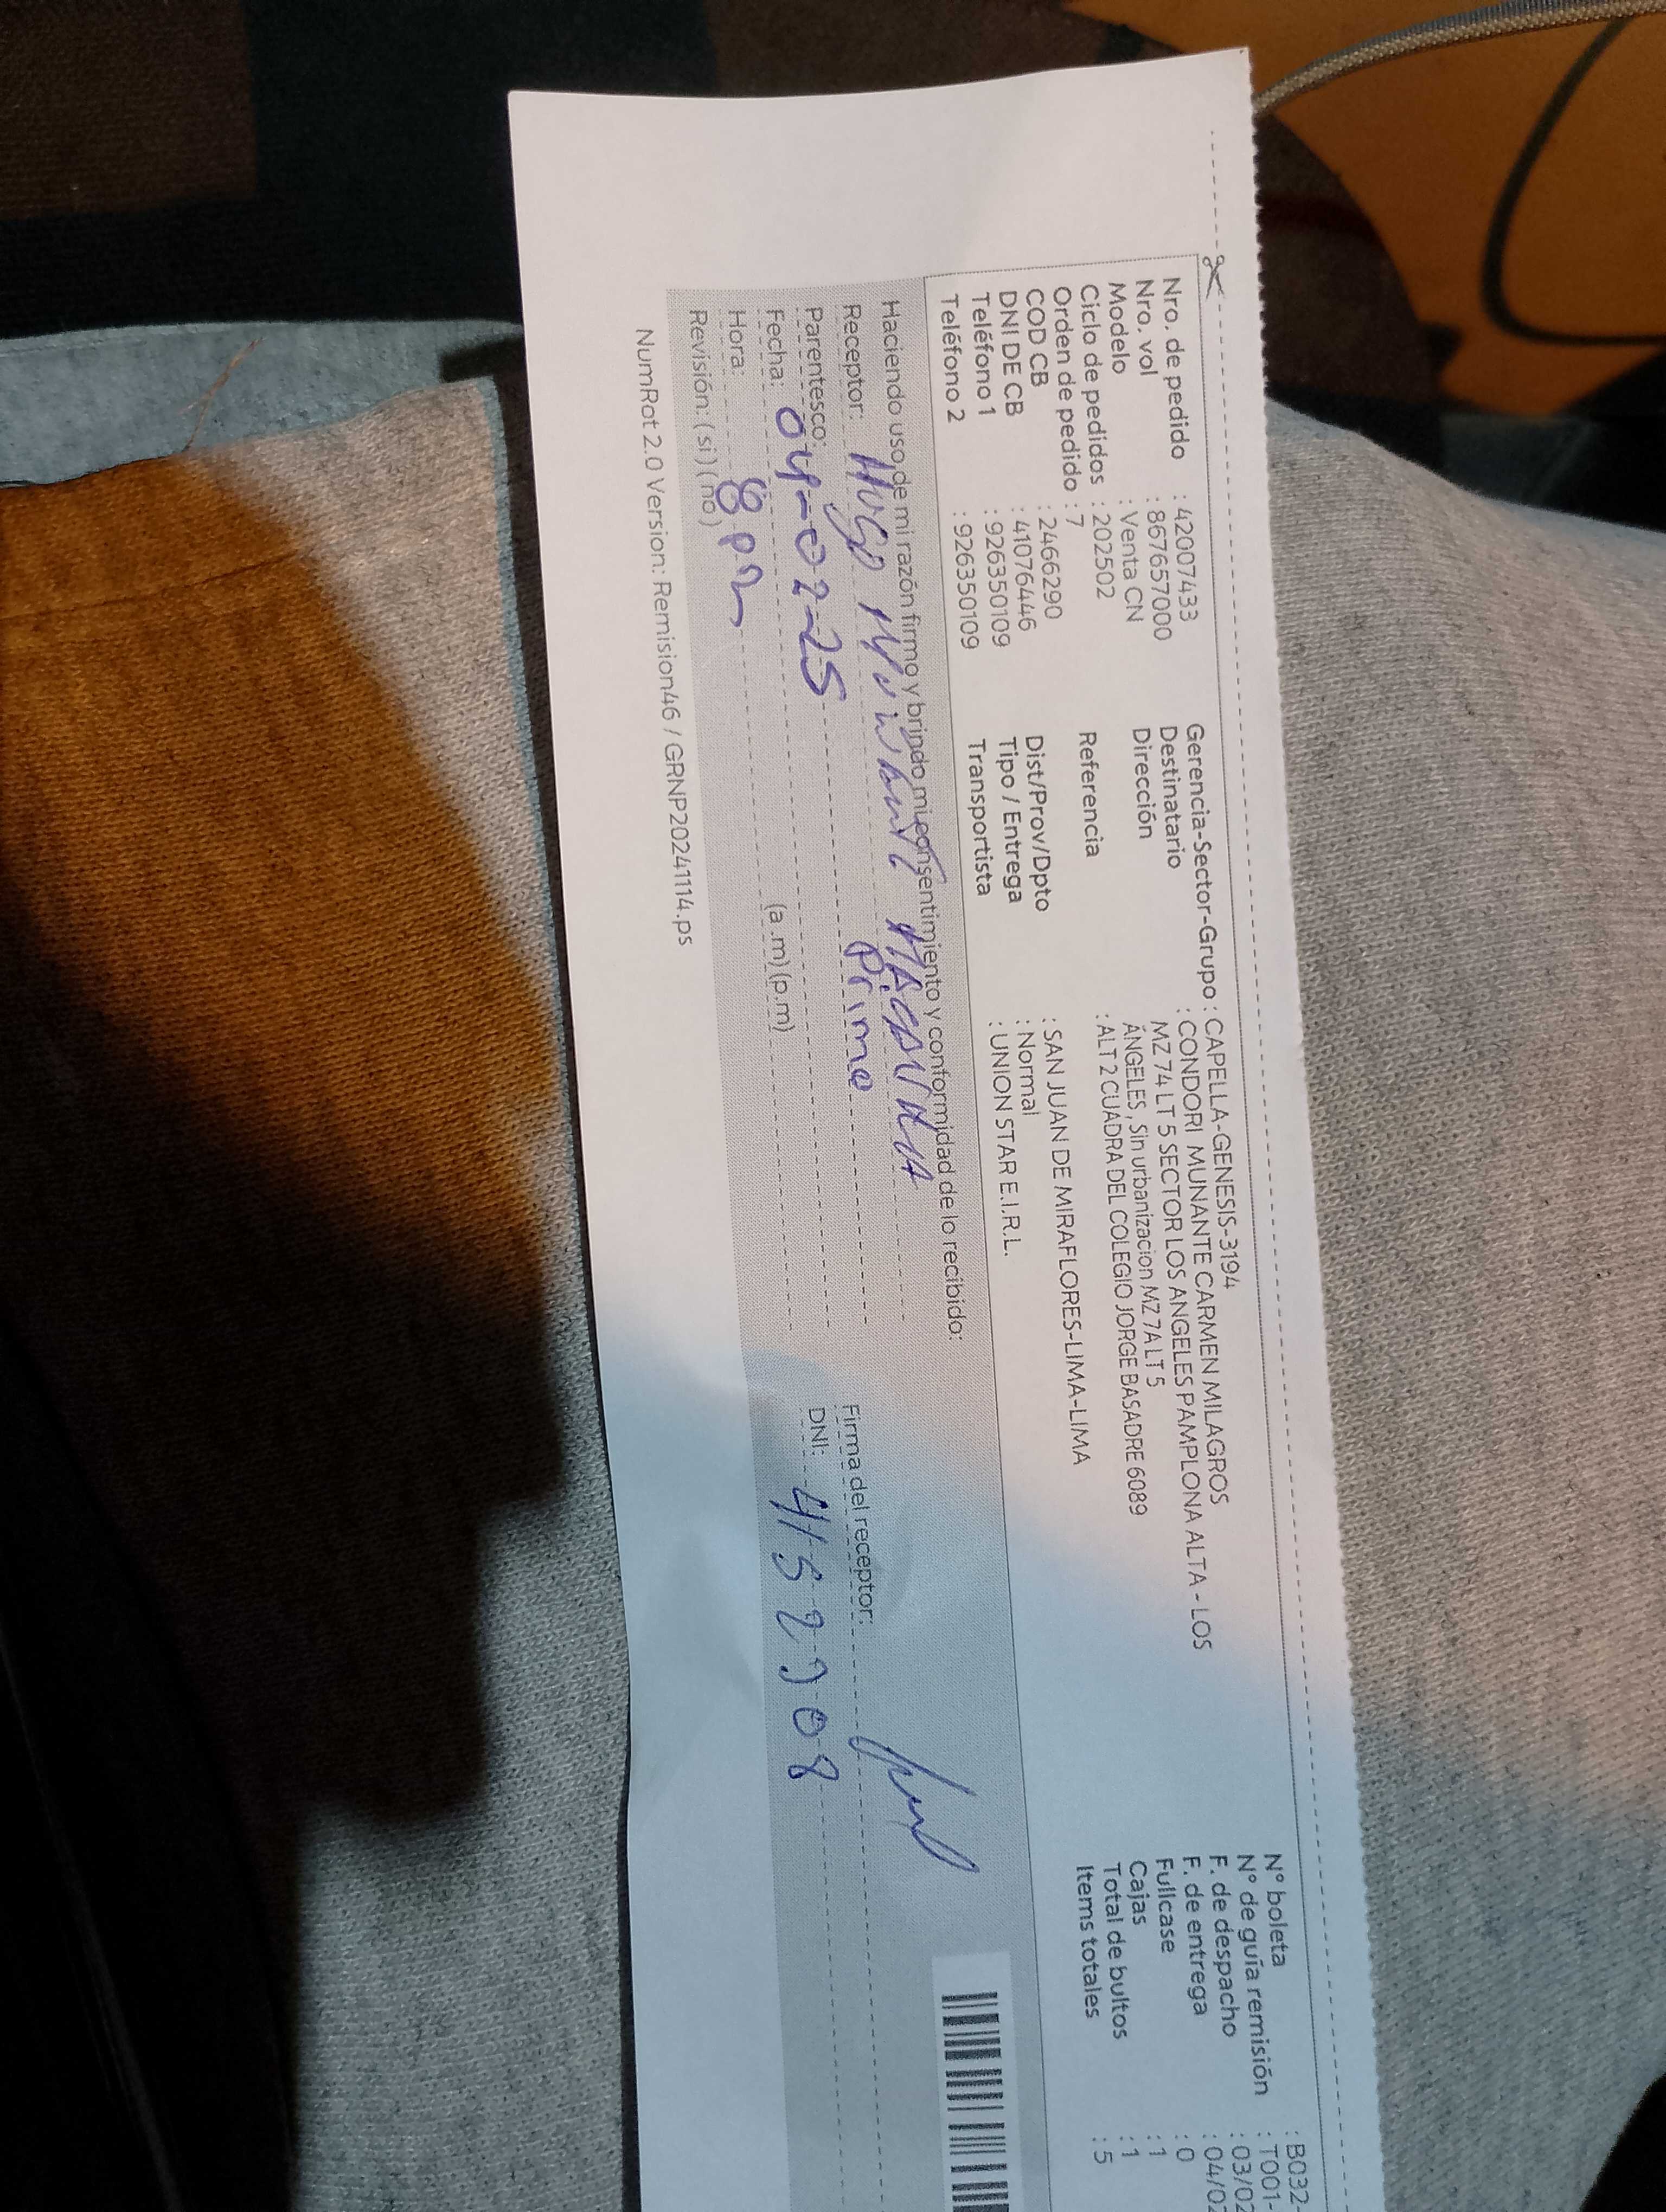 Nro. de pedido : 42007433
Nro. vol : 867657000
Modelo : Venta CN
Ciclo de pedidos : 202502
Orden de pedido : 7
COD CB : 2466290
DNI DE CB : 41076446
Teléfono 1 : 926350109
Teléfono 2 : 926350109
Gerencia-Sector-Grupo : CAPELLA-GENESIS-3194
Destinatario : CONDORI MUNANTE CARMEN MILAGROS
Dirección MZ 74 LT 5 SECTOR LOS ANGELES PAMPLONA ALTA - LOS
ÁNGELES, Sin urbanizacion MZ 7A LT 5
Referencia : ALT 2 CUADRA DEL COLEGIO JORGE BASADRE 6089
Dist/Prov/Dpto : SAN JUAN DE MIRAFLORES-LIMA-LIMA
Tipo / Entrega : Normal
Transportista : UNION STAR E.I.R.L.
N° boleta : B032-
N° de guía remisión : T001-
F. de despacho : 03/02
F. de entrega : 04/02
Fullcase : 0
Cajas : 1
Total de bultos : 1
Items totales : 5
Haciendo uso de mi razón firmo y brindo mi consentimiento y conformidad de lo recibido:
Receptor: Hugo
Parentesco: Primo
Fecha: 04-02-25
Hora: 8 pm (a.m) (p.m)
Revisión: (si) (no)
Firma del receptor:
DNI:
NumRot 2.0 Version: Remision46 / GRNP20241114.ps